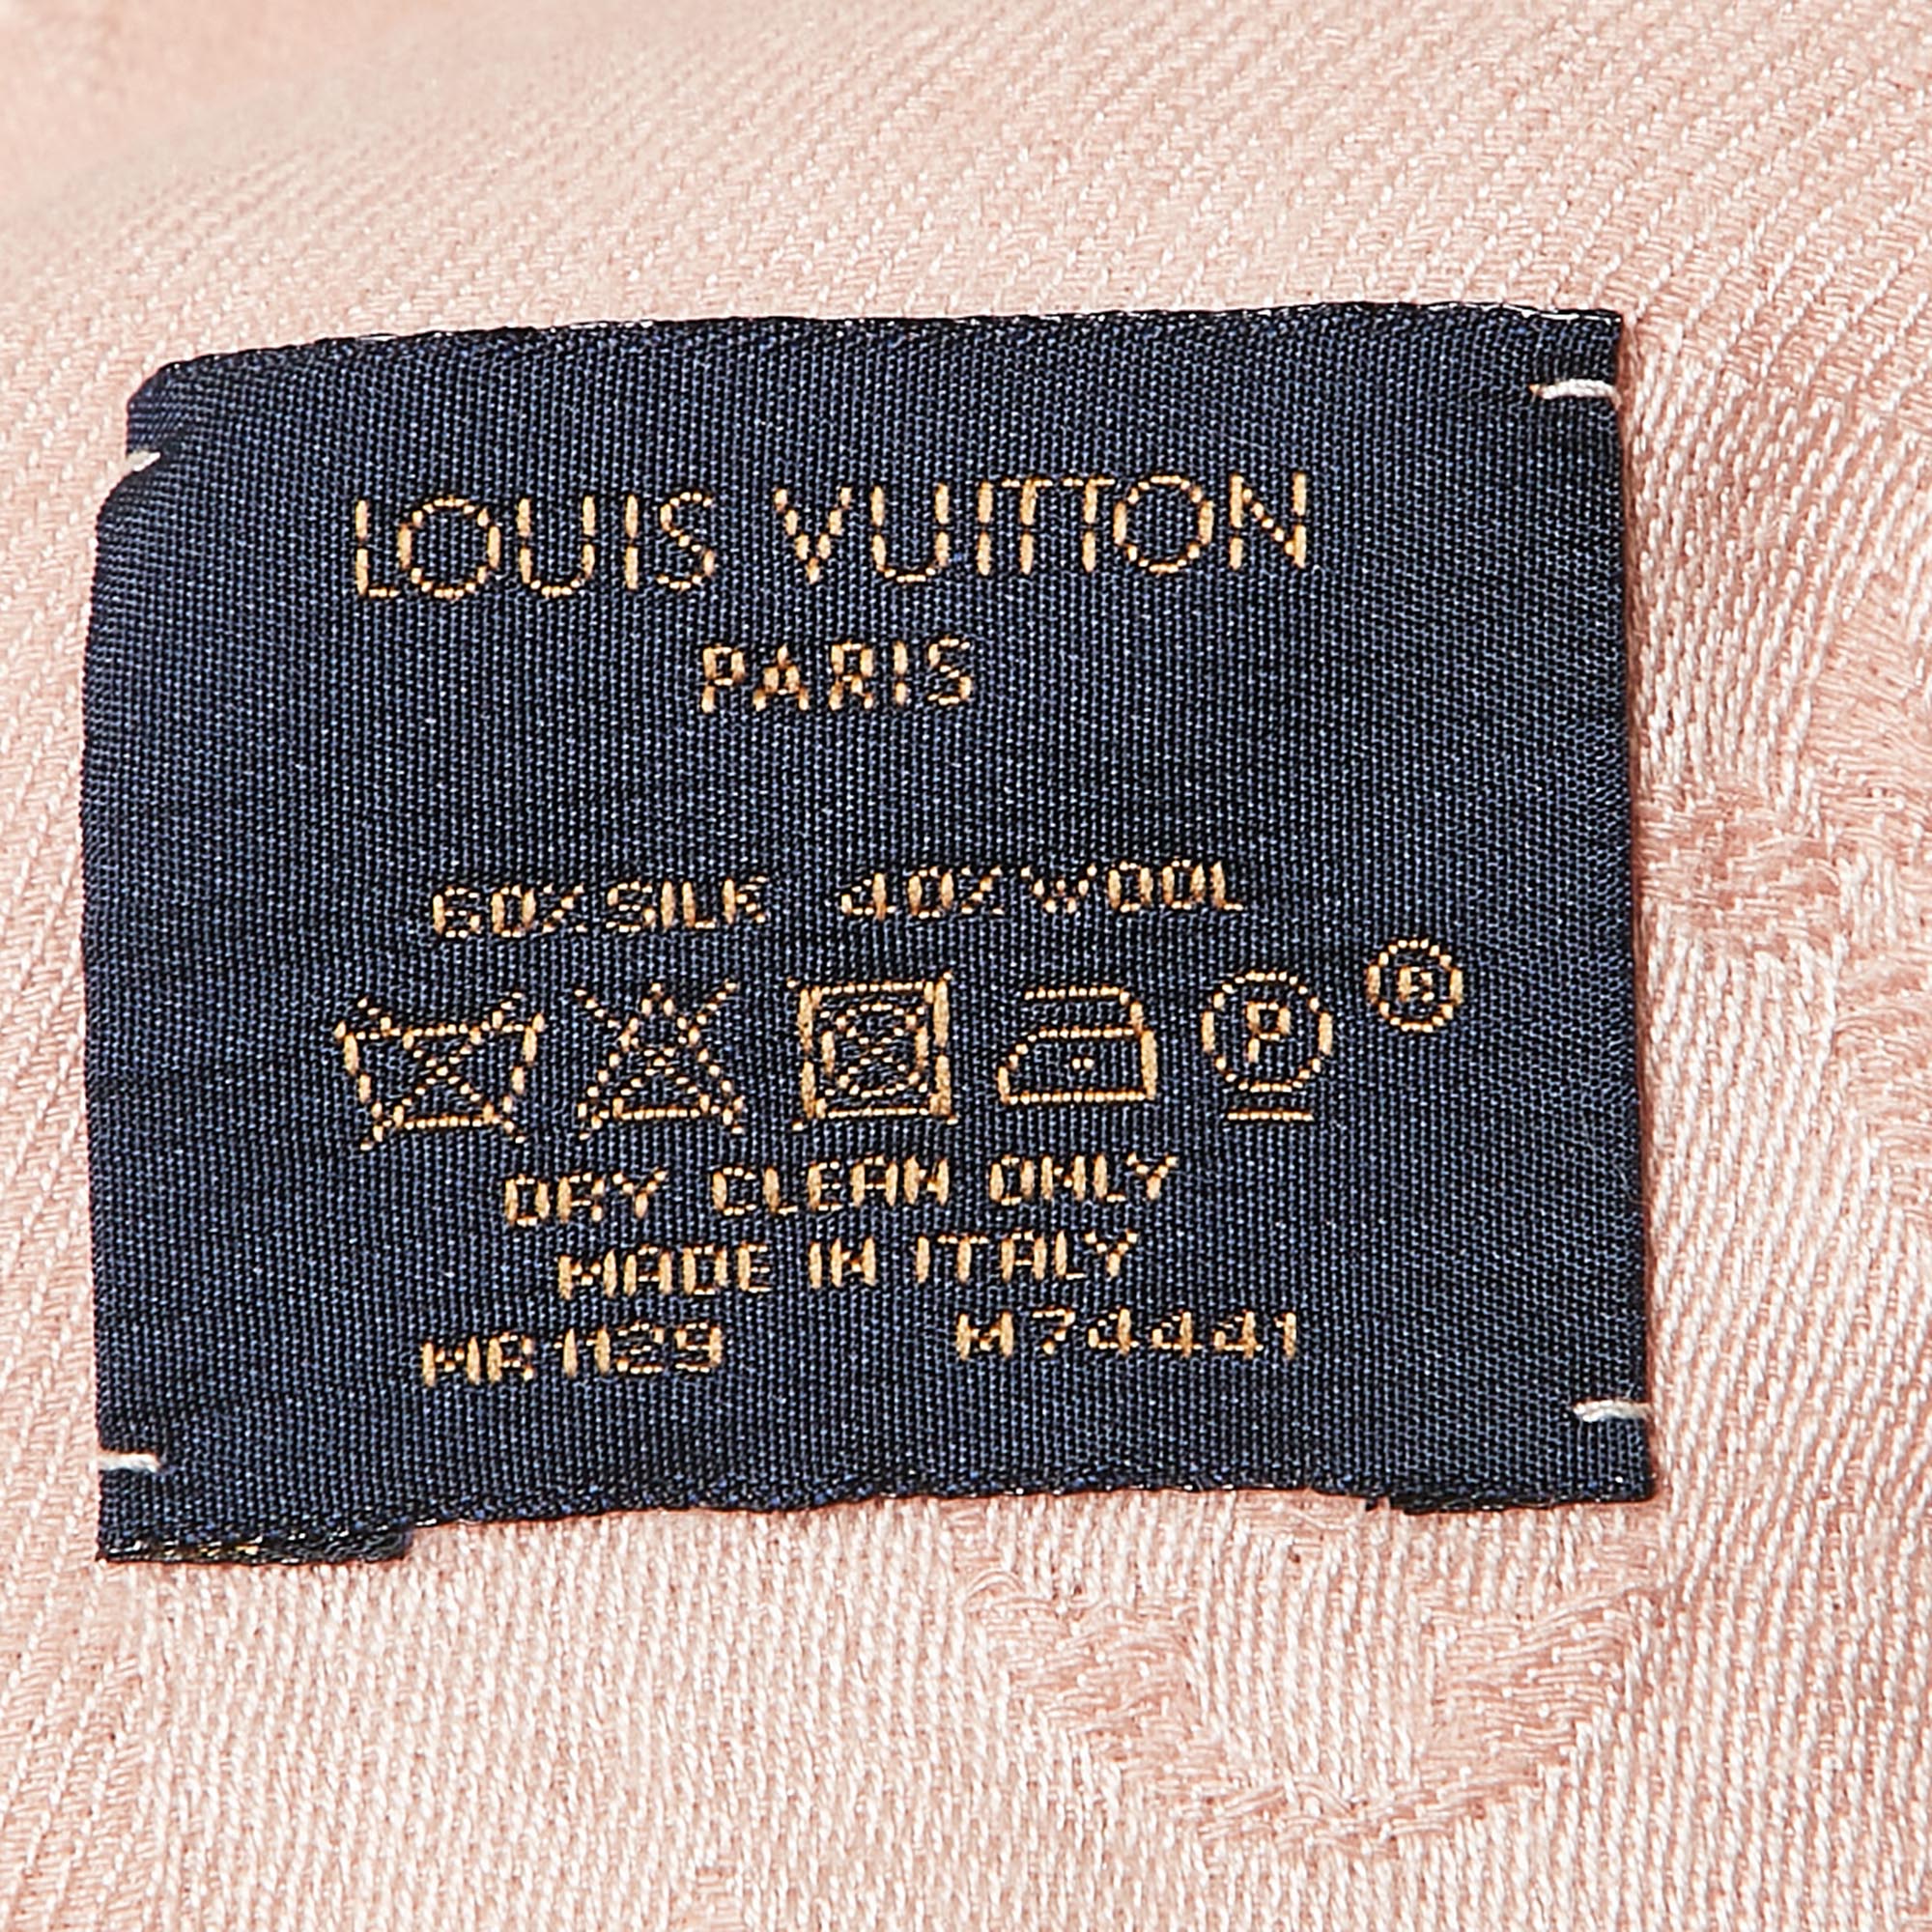 LOUIS VUITTON
PARIS
60% SILK 40% WOOL
P ®
DRY CLEAN ONLY
MADE IN ITALY
MR1129 M74441